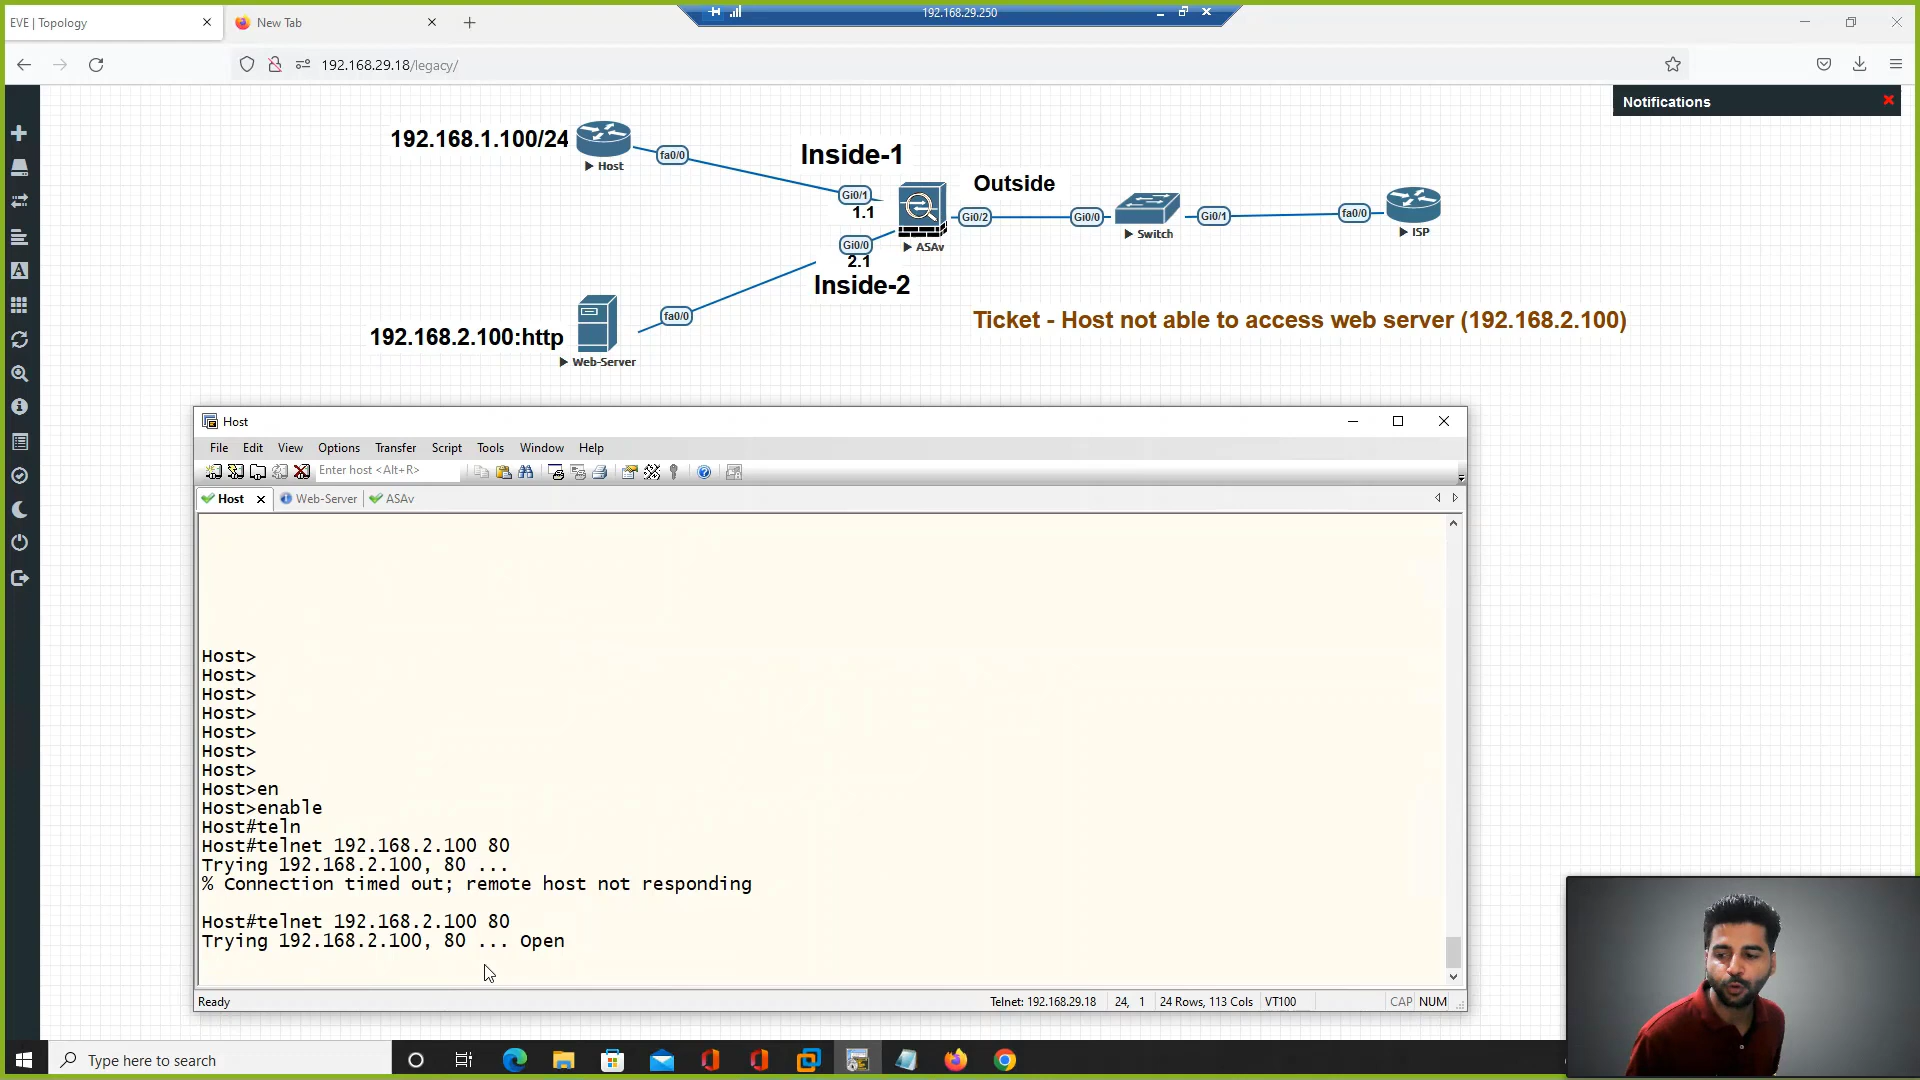 EVE | Topology
New Tab
192.168.29.250
192.168.29.18/legacy/
Notifications
192.168.1.100/24
Host
fa0/0
Inside-1
Gi0/1
1.1
Outside
Gi0/2
Gi0/0
Gi0/1
fa0/0
Switch
ISP
ASAv
Gi0/0
2.1
Inside-2
fa0/0
192.168.2.100:http
Web-Server
Ticket - Host not able to access web server (192.168.2.100)
Host
File Edit View Options Transfer Script Tools Window Help
Enter host <Alt+R>
Host Web-Server ASAv
Host>
Host>
Host>
Host>
Host>
Host>
Host>
Host>en
Host>enable
Host#teln
Host#telnet 192.168.2.100 80
Trying 192.168.2.100, 80 ...
% Connection timed out; remote host not responding
Host#telnet 192.168.2.100 80
Trying 192.168.2.100, 80 ... Open
Ready Telnet: 192.168.29.18 24, 1 24 Rows, 113 Cols VT100 CAP NUM
Type here to search